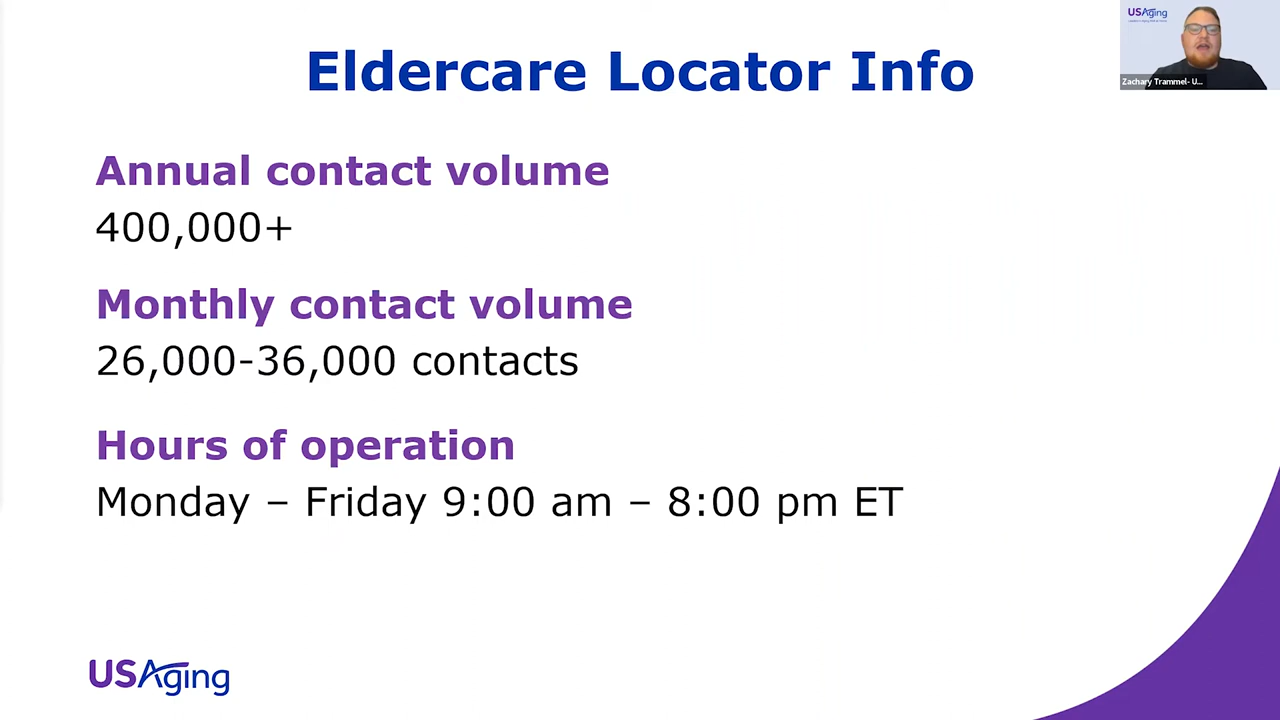 Eldercare Locator Info
USAging
Zachary Trammel- U...
Annual contact volume
400,000+
Monthly contact volume
26,000-36,000 contacts
Hours of operation
Monday – Friday 9:00 am – 8:00 pm ET
USAging